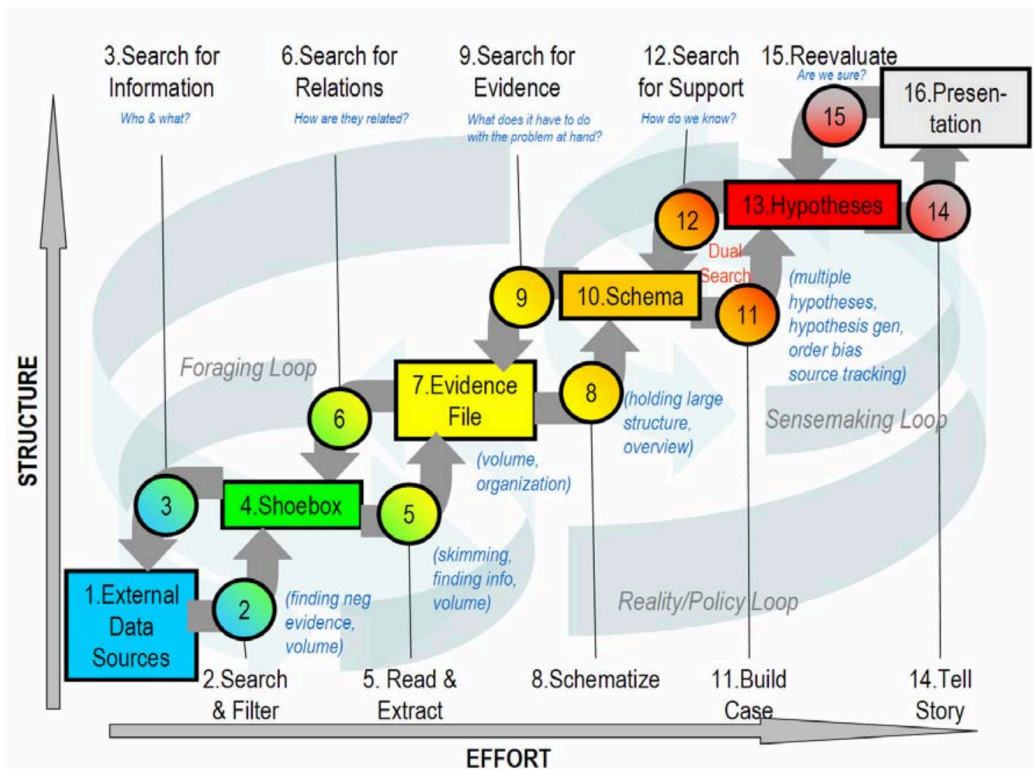 3.Search for
Information
Who & what?
6.Search for
Relations
How are they related?
9.Search for
Evidence
What does it have to do
with the problem at hand?
12.Search
for Support
How do we know?
15.Reevaluate
Are we sure?
16.Presen-
tation
15
14
13.Hypotheses
12
Dual
Search
11
(multiple
hypotheses,
hypothesis gen,
order bias
source tracking)
10.Schema
9
8
(holding large
structure,
overview)
7.Evidence
File
(volume,
organization)
6
Foraging Loop
Sensemaking Loop
5
(skimming,
finding info,
volume)
4.Shoebox
3
2
(finding neg
evidence,
volume)
1.External
Data
Sources
Reality/Policy Loop
2.Search
& Filter
5. Read &
Extract
8.Schematize
11.Build
Case
14.Tell
Story
STRUCTURE
EFFORT